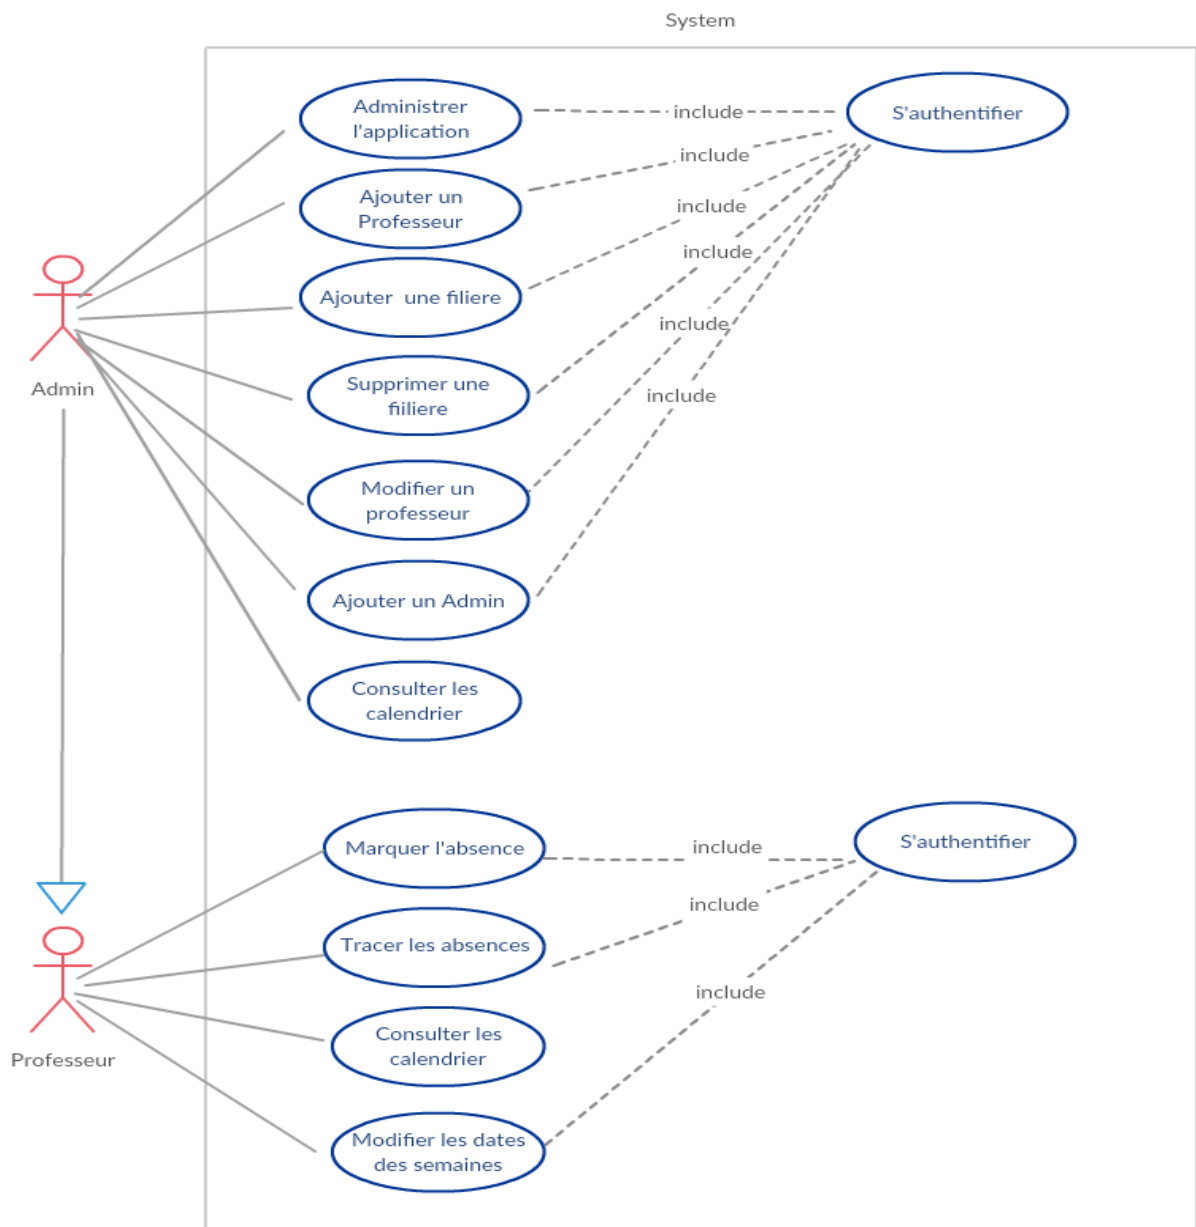 System
Administrer
l'application
include
S'authentifier
Ajouter un
Professeur
include
Ajouter une filiere
include
Supprimer une
fiiliere
include
Modifier un
professeur
include
Ajouter un Admin
include
Consulter les
calendrier
Admin
Marquer l'absence
include
S'authentifier
Tracer les absences
include
Consulter les
calendrier
include
Modifier les dates
des semaines
Professeur